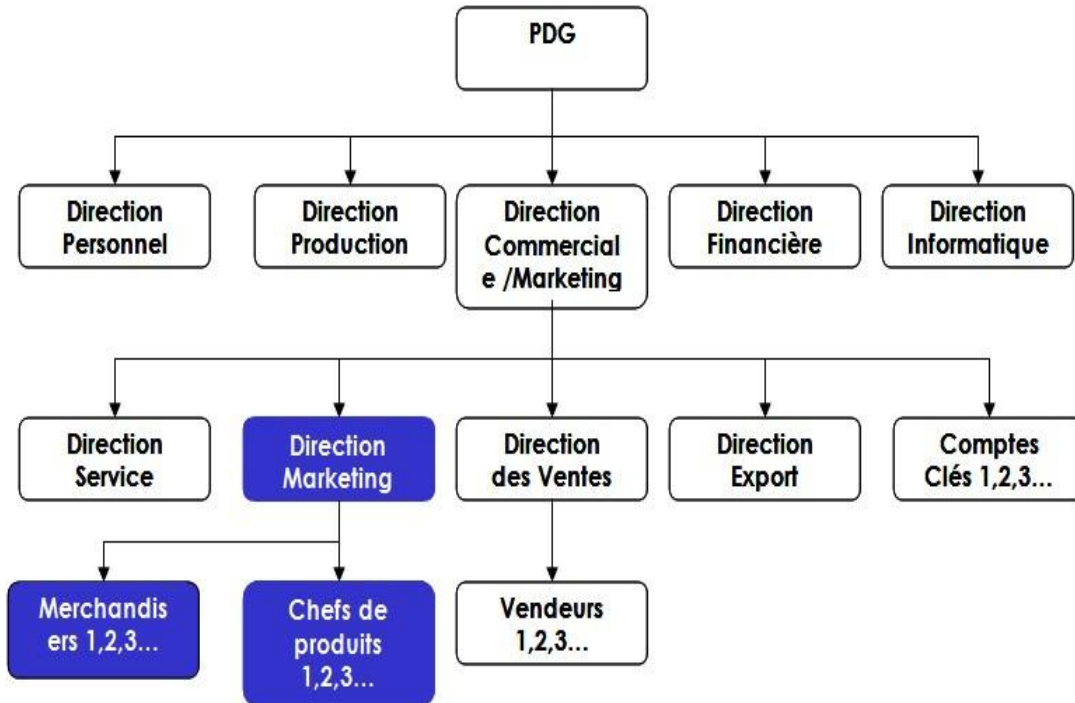 PDG
Direction
Personnel
Direction
Production
Direction
Commercial
e /Marketing
Direction
Financière
Direction
Informatique
Direction
Service
Direction
Marketing
Direction
des Ventes
Direction
Export
Comptes
Clés 1,2,3...
Merchandis
ers 1,2,3...
Chefs de
produits
1,2,3...
Vendeurs
1,2,3...